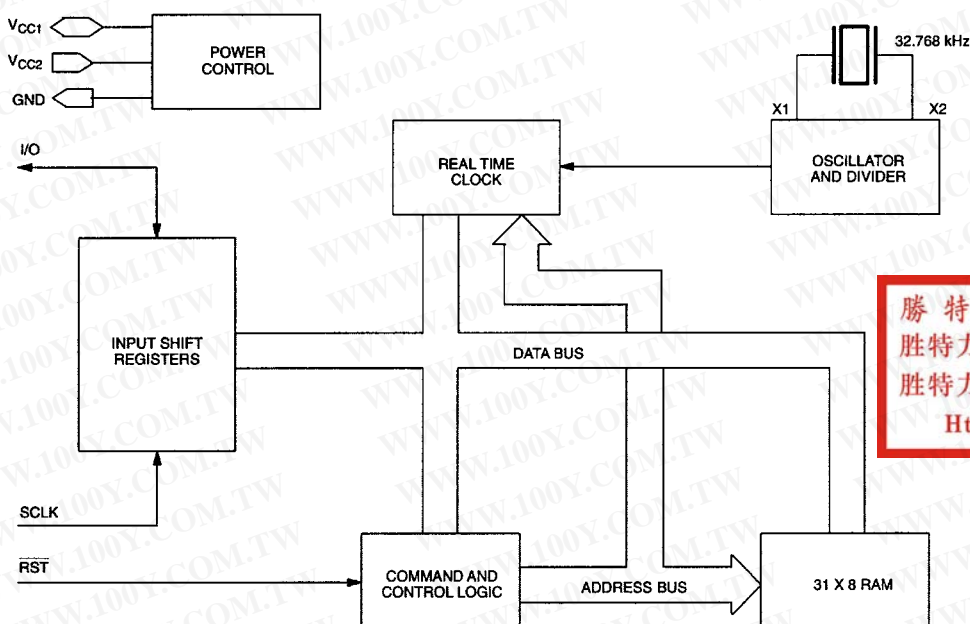 VCC1
VCC2
GND
POWER
CONTROL
32.768 kHz
X1
X2
OSCILLATOR
AND DIVIDER
REAL TIME
CLOCK
I/O
INPUT SHIFT
REGISTERS
DATA BUS
勝 特
胜特力
胜特力
Ht
SCLK
RST
COMMAND AND
CONTROL LOGIC
ADDRESS BUS
31 X 8 RAM
WWW.100Y.COM.TW